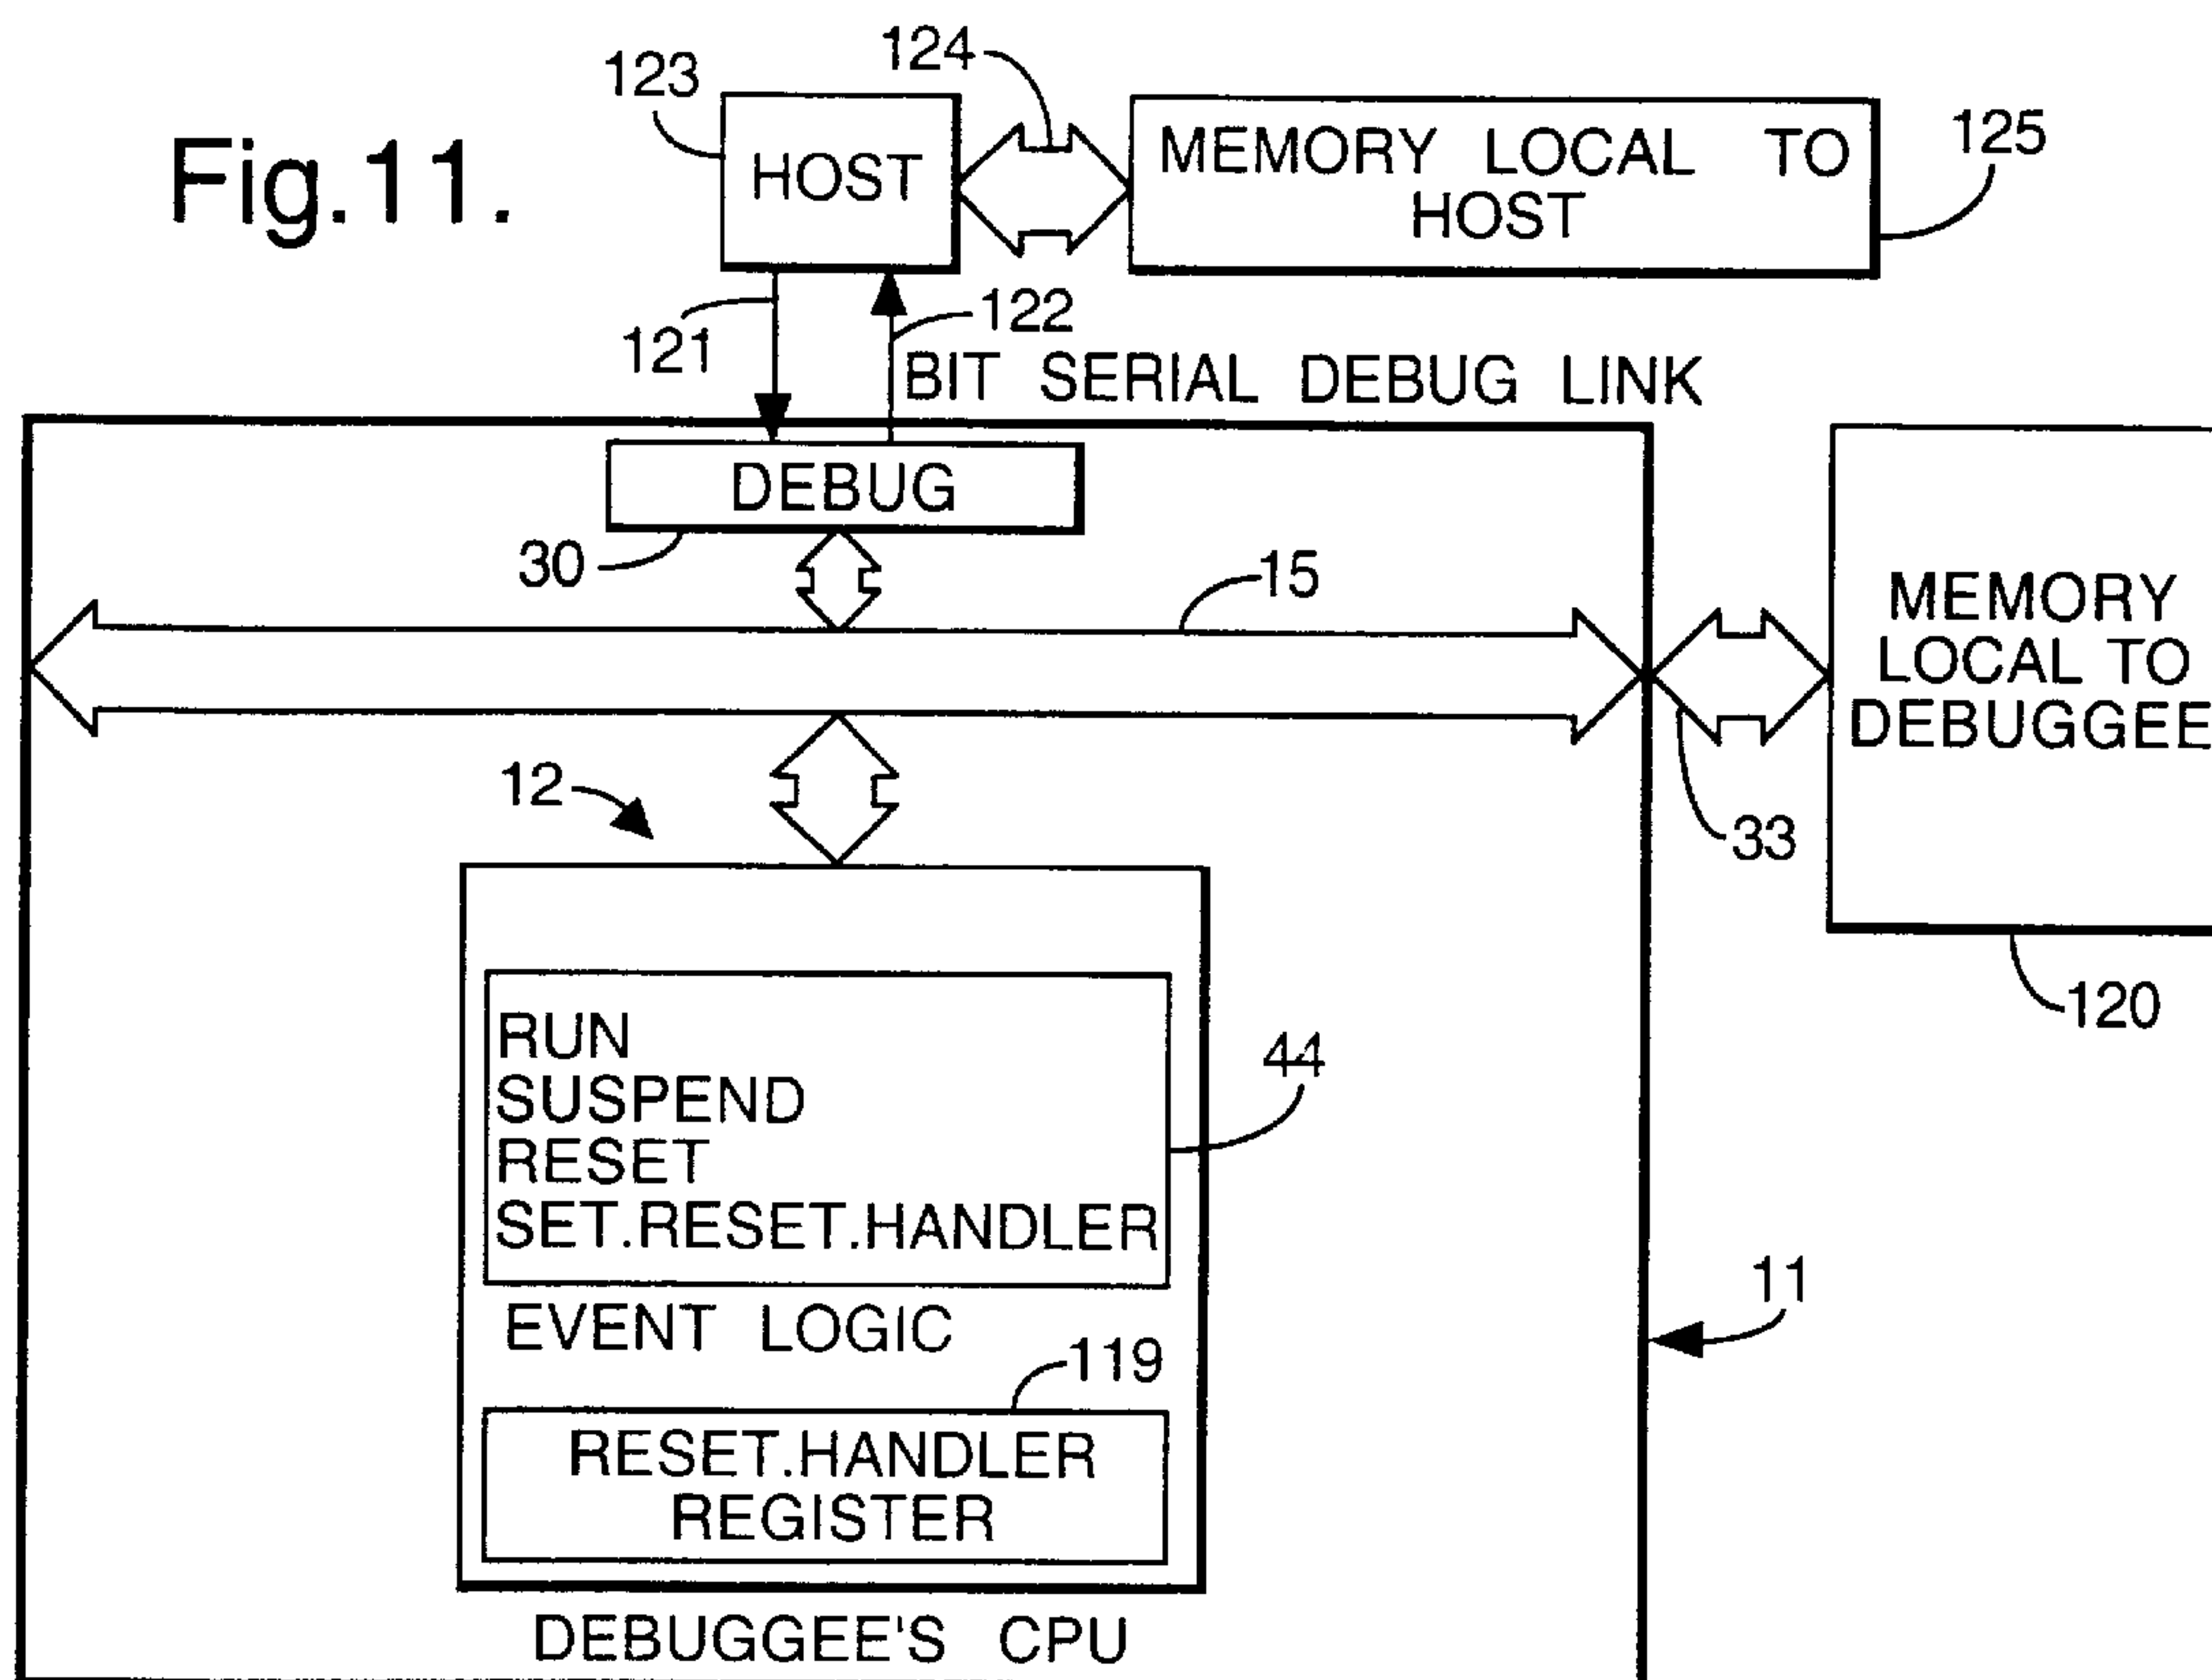 Fig.11.
123
124
HOST
MEMORY LOCAL TO
HOST
125
121
122
BIT SERIAL DEBUG LINK
DEBUG
30
15
MEMORY
LOCAL TO
DEBUGGEE
12
33
120
RUN
SUSPEND
RESET
SET.RESET.HANDLER
44
EVENT LOGIC
11
119
RESET.HANDLER
REGISTER
DEBUGGEE'S CPU